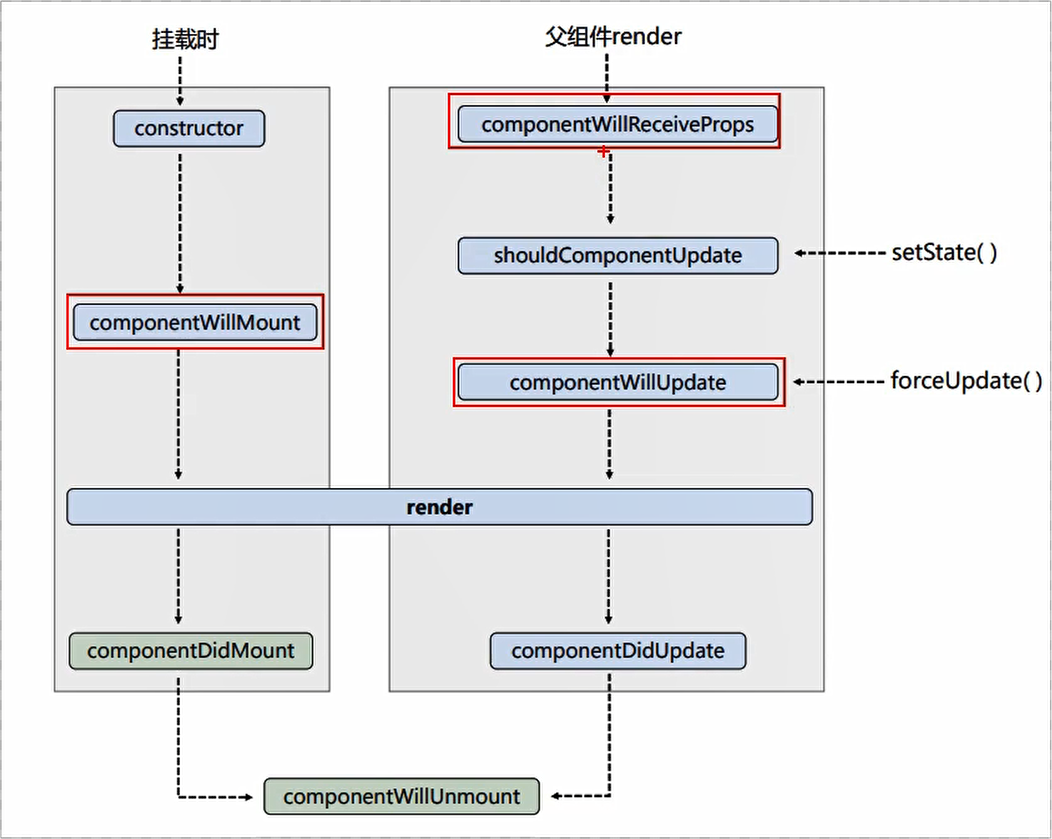 挂载时
父组件render
constructor
componentWillReceiveProps
shouldComponentUpdate
setState( )
componentWillMount
componentWillUpdate
forceUpdate( )
render
componentDidMount
componentDidUpdate
componentWillUnmount